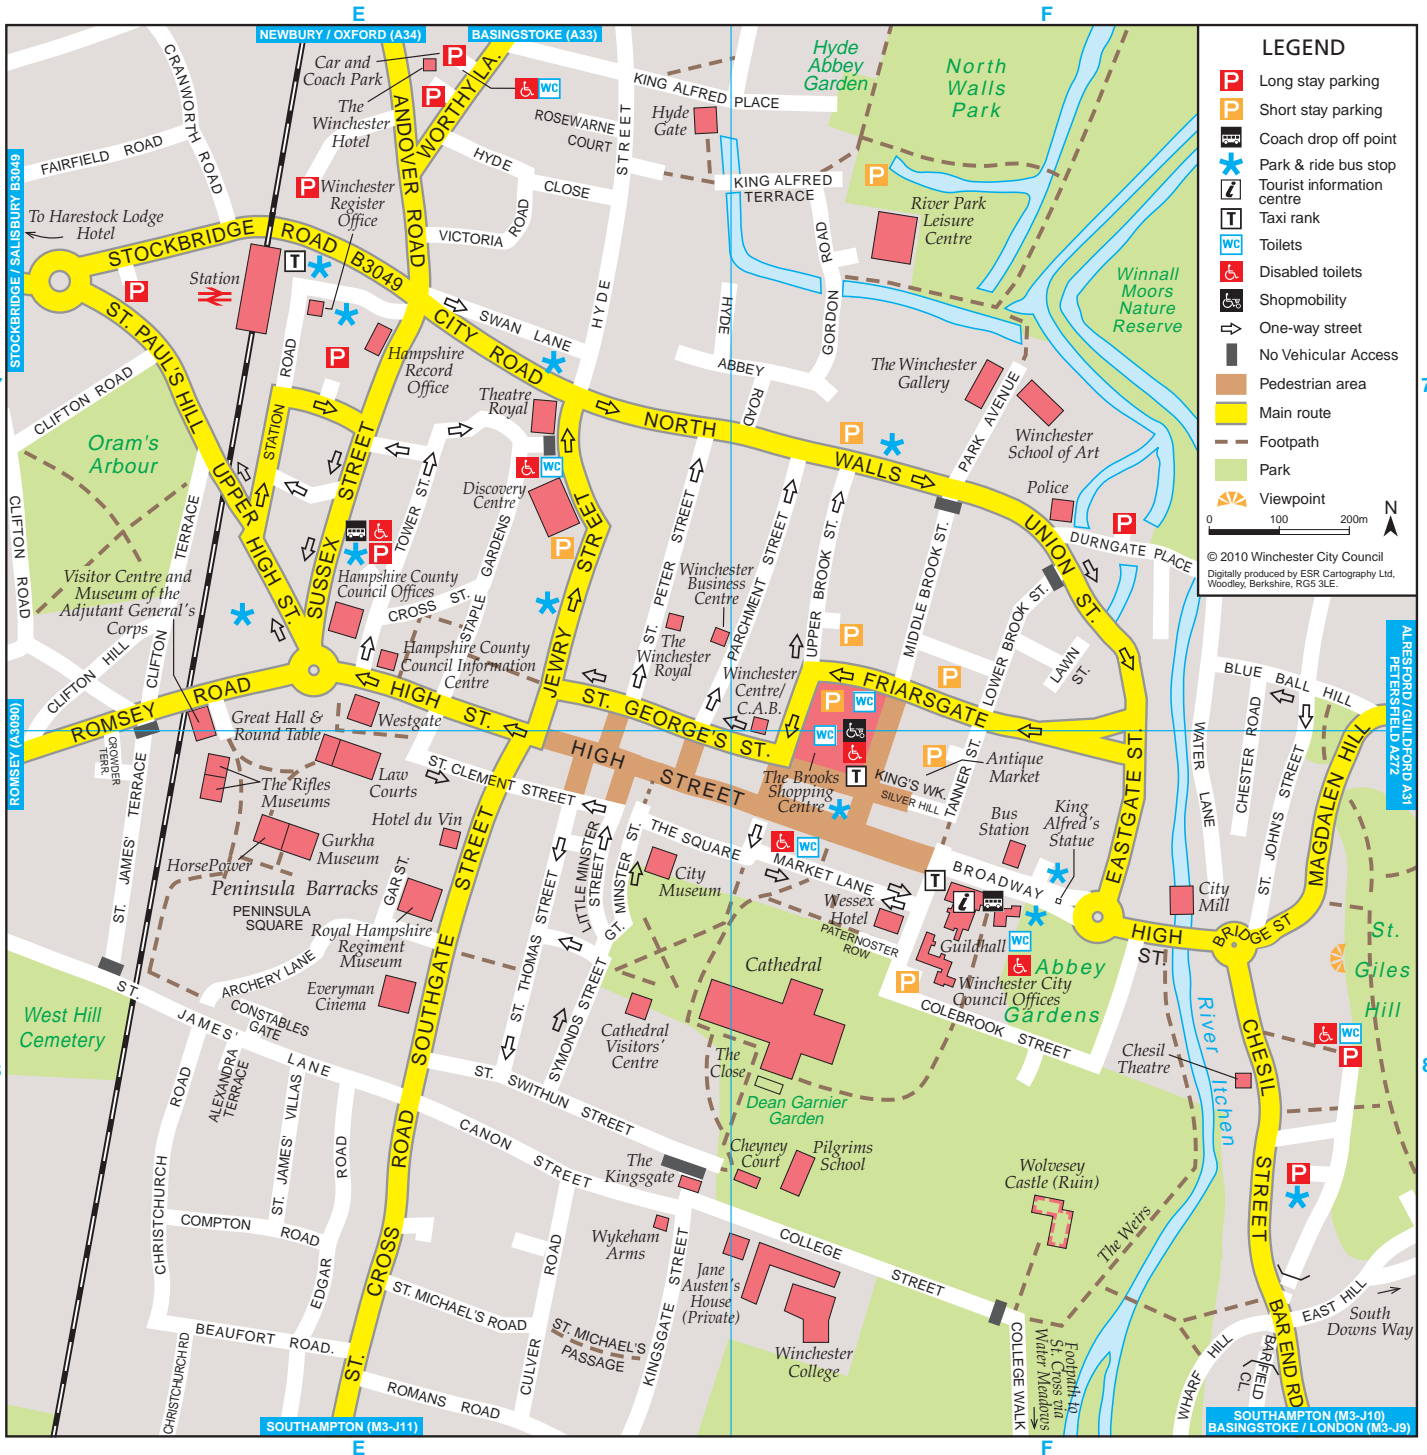 E
F
NEWBURY / OXFORD (A34)
BASINGSTOKE (A33)
STOCKBRIDGE / SALISBURY B3049
ROMSEY (A3090)
ALRESFORD / GUILDFORD A31
PETERSFIELD A272
SOUTHAMPTON (M3-J11)
SOUTHAMPTON (M3-J10)
BASINGSTOKE / LONDON (M3-J9)
E
F
7
8
LEGEND
P Long stay parking
P Short stay parking
Coach drop off point
Park & ride bus stop
i Tourist information
centre
T Taxi rank
WC Toilets
Disabled toilets
Shopmobility
One-way street
No Vehicular Access
Pedestrian area
Main route
Footpath
Park
Viewpoint
N
0 100 200m
© 2010 Winchester City Council
Digitally produced by ESR Cartography Ltd,
Woodley, Berkshire, RG5 3LE.
CRANWORTH ROAD
FAIRFIELD ROAD
Car and
Coach Park
The
Winchester
Hotel
ANDOVER ROAD
WORTHY LA.
P
P
WC
ROSEWARNE
COURT
KING ALFRED PLACE
Hyde
Gate
Hyde
Abbey
Garden
North
Walls
Park
HYDE
CLOSE
HYDE STREET
KING ALFRED
TERRACE
P
River Park
Leisure
Centre
P
Winchester
Register
Office
To Harestock Lodge
Hotel
STOCKBRIDGE ROAD B3049
VICTORIA ROAD
Station
T
P
ST. PAUL'S HILL
CLIFTON ROAD
Oram's
Arbour
P
Hampshire
Record
Office
CITY ROAD
SWAN LANE
HYDE
ABBEY
ROAD
GORDON ROAD
Winnall
Moors
Nature
Reserve
The Winchester
Gallery
Theatre
Royal
STATION ROAD
NORTH WALLS
P
PARK AVENUE
Winchester
School of Art
Police
P
DURNGATE PLACE
UNION ST.
UPPER HIGH ST.
SUSSEX STREET
CLIFTON ROAD
CLIFTON TERRACE
CLIFTON HILL
WC
Discovery
Centre
P
P
TOWER ST.
STAPLE GARDENS
CROSS ST.
Hampshire County
Council Offices
Visitor Centre and
Museum of the
Adjutant General's
Corps
Hampshire County
Council Information
Centre
JEWRY STREET
ST. PETER STREET
The
Winchester
Royal
Winchester
Business
Centre
PARCHMENT STREET
UPPER BROOK ST.
MIDDLE BROOK ST.
LOWER BROOK ST.
LAWN
ST.
P
P
P
Winchester
Centre/
C.A.B.
P
WC
WC
T
The Brooks
Shopping
Centre
FRIARSGATE
ST. GEORGE'S ST.
KING'S WK.
SILVER HILL
TANNER ST.
Antique
Market
EASTGATE ST.
WATER LANE
BLUE BALL HILL
CHESTER ROAD
ST. JOHN'S STREET
MAGDALEN HILL
ROMSEY ROAD
HIGH ST.
Westgate
Great Hall &
Round Table
CROWDER
TERR.
The Rifles
Museums
Law
Courts
ST. CLEMENT STREET
HIGH STREET
Hotel du Vin
HorsePower
Gurkha
Museum
Peninsula Barracks
PENINSULA
SQUARE
GAR ST.
Royal Hampshire
Regiment
Museum
ST. JAMES' TERRACE
ARCHERY LANE
Everyman
Cinema
CONSTABLES
GATE
SOUTHGATE STREET
ST. THOMAS STREET
LITTLE MINSTER
STREET
GT. MINSTER ST.
THE SQUARE
City
Museum
WC
MARKET LANE
Wessex
Hotel
PATERNOSTER
ROW
T
i
BROADWAY
Bus
Station
King
Alfred's
Statue
Guildhall
WC
Winchester City
Council Offices
Abbey
Gardens
P
COLEBROOK STREET
HIGH
ST.
City
Mill
BRIDGE ST
St.
Giles
Hill
WC
P
West Hill
Cemetery
ST. JAMES' LANE
ALEXANDRA
TERRACE
ST. JAMES' VILLAS
SYMONDS STREET
Cathedral
Cathedral
Visitors'
Centre
The
Close
Dean Garnier
Garden
ST. SWITHUN STREET
CANON STREET
The
Kingsgate
Cheyney
Court
Pilgrims
School
Wolvesey
Castle (Ruin)
The Weirs
River Itchen
Chesil
Theatre
CHESIL STREET
P
CHRISTCHURCH ROAD
COMPTON ROAD
EDGAR ROAD
BEAUFORT ROAD.
CHRISTCHURCH RD
ST. CROSS ROAD
ST. MICHAEL'S ROAD
ROMANS ROAD
CULVER ROAD
ST. MICHAEL'S
PASSAGE
Wykeham
Arms
KINGSGATE STREET
Jane
Austen's
House
(Private)
COLLEGE STREET
Winchester
College
COLLEGE WALK
Footpath to
St. Cross via
Water Meadows
WHARF HILL
BARFIELD
CL.
BAR END RD
EAST HILL
South
Downs Way